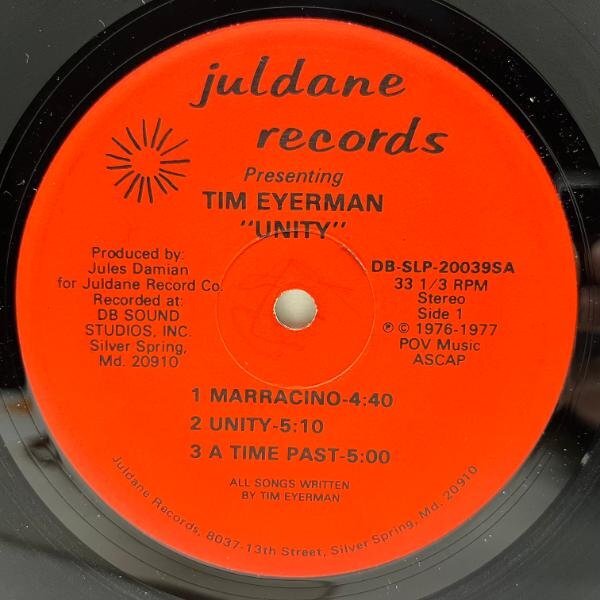 juldane
records
Presenting
TIM EYERMAN
"UNITY"
Produced by:
Jules Damian
for Juldane Record Co.
Recorded at:
DB SOUND
STUDIOS, INC.
Silver Spring,
Md. 20910
DB-SLP-20039SA
33 1/3 RPM
Stereo
Side 1
℗ © 1976-1977
POV Music
ASCAP
1 MARRACINO-4:40
2 UNITY-5:10
3 A TIME PAST-5:00
ALL SONGS WRITTEN
BY TIM EYERMAN
Juldane Records, 8037-13th Street, Silver Spring, Md. 20910